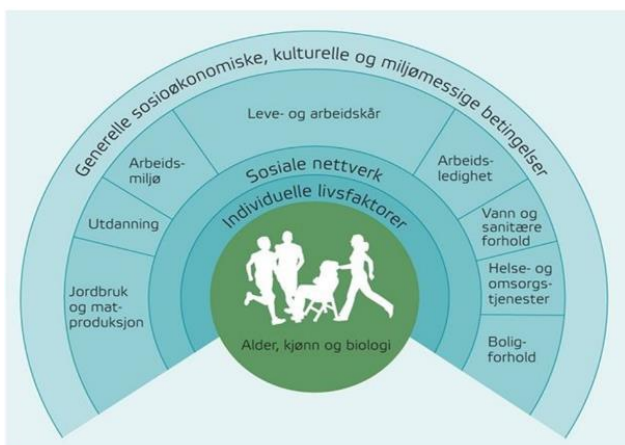 Generelle sosioøkonomiske, kulturelle og miljømessige betingelser
Leve- og arbeidskår
Arbeids-
miljø
Arbeids-
ledighet
Sosiale nettverk
Individuelle livsfaktorer
Utdanning
Vann og
sanitære
forhold
Jordbruk
og mat-
produksjon
Helse- og
omsorgs-
tjenester
Bolig-
forhold
Alder, kjønn og biologi